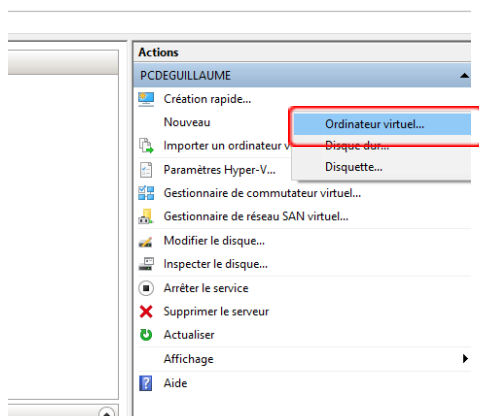 Actions
PCDEGUILLAUME
Création rapide...
Nouveau
Ordinateur virtuel...
Importer un ordinateur v
Disque dur...
Disquette...
Paramètres Hyper-V...
Gestionnaire de commutateur virtuel...
Gestionnaire de réseau SAN virtuel...
Modifier le disque...
Inspecter le disque...
Arrêter le service
Supprimer le serveur
Actualiser
Affichage
Aide